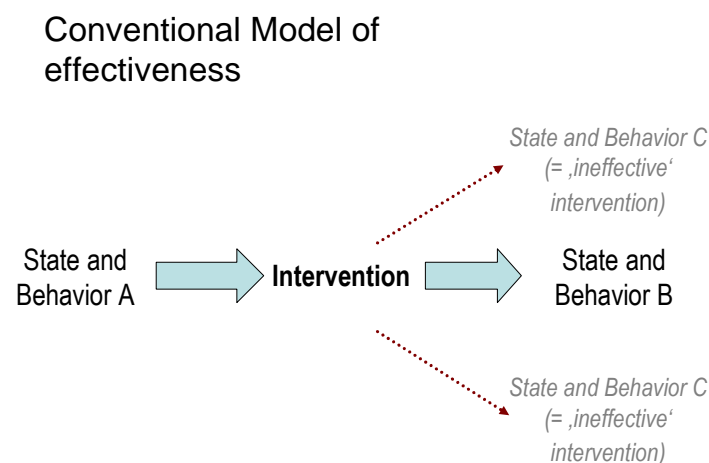 Conventional Model of
effectiveness
State and Behavior C
(= ‚ineffective‘
intervention)
State and
Behavior A
Intervention
State and
Behavior B
State and Behavior C
(= ‚ineffective‘
intervention)